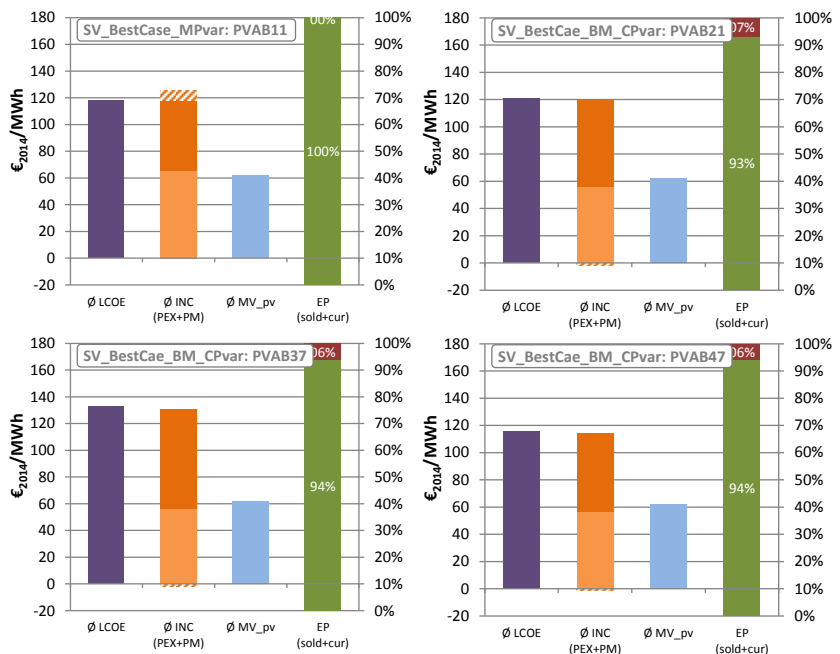 180 00% 100%
SV_BestCase_MPvar: PVAB11
160 90%
140 80%
120 70%
100 60%
80 100% 50%
60 40%
40 30%
20 20%
0 10%
-20 0%
€2014/MWh
Ø LCOE Ø INC Ø MV_pv EP
(PEX+PM) (sold+cur)
180 100%
SV_BestCae_BM_CPvar: PVAB21 07%
160 90%
140 80%
120 70%
100 60%
80 50%
93%
60 40%
40 30%
20 20%
0 10%
-20 0%
€2014/MWh
Ø LCOE Ø INC Ø MV_pv EP
(PEX+PM) (sold+cur)
180 100%
SV_BestCae_BM_CPvar: PVAB37 06%
160 90%
140 80%
120 70%
100 60%
80 50%
94%
60 40%
40 30%
20 20%
0 10%
-20 0%
€2014/MWh
Ø LCOE Ø INC Ø MV_pv EP
(PEX+PM) (sold+cur)
180 100%
SV_BestCae_BM_CPvar: PVAB47 06%
160 90%
140 80%
120 70%
100 60%
80 50%
94%
60 40%
40 30%
20 20%
0 10%
-20 0%
€2014/MWh
Ø LCOE Ø INC Ø MV_pv EP
(PEX+PM) (sold+cur)